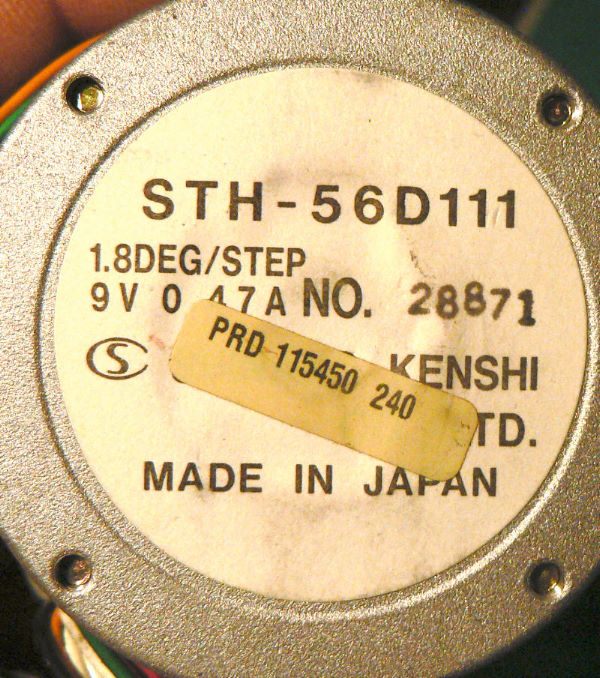 STH-56D111
1.8DEG/STEP
9V 0 47A NO. 28871
PRD 115450 240
S KENSHI
TD.
MADE IN JAPAN